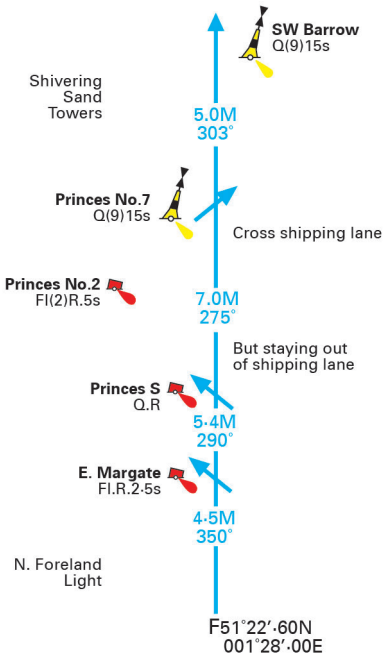 SW Barrow
Q(9)15s
Shivering
Sand
Towers
5.0M
303°
Princes No.7
Q(9)15s
Cross shipping lane
Princes No.2
Fl(2)R.5s
7.0M
275°
But staying out
of shipping lane
Princes S
Q.R
5·4M
290°
E. Margate
Fl.R.2·5s
4·5M
350°
N. Foreland
Light
F51°22'·60N
001°28'·00E